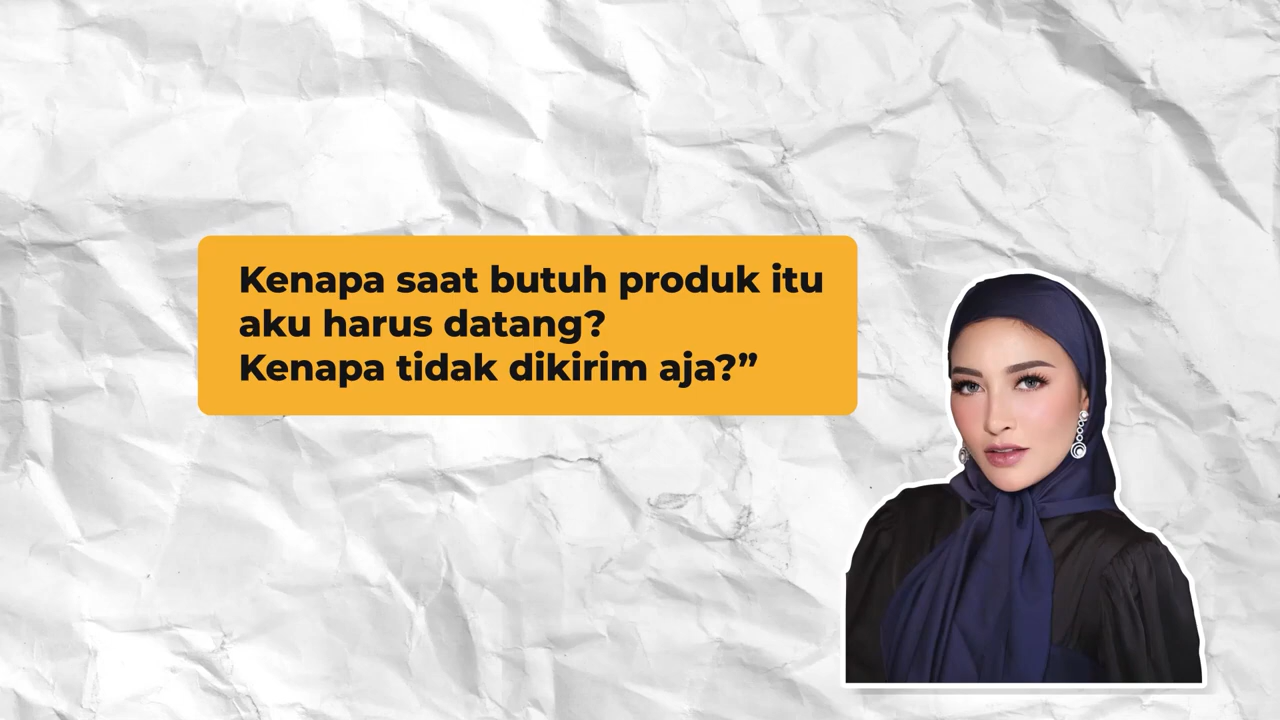 Kenapa saat butuh produk itu
aku harus datang?
Kenapa tidak dikirim aja?”